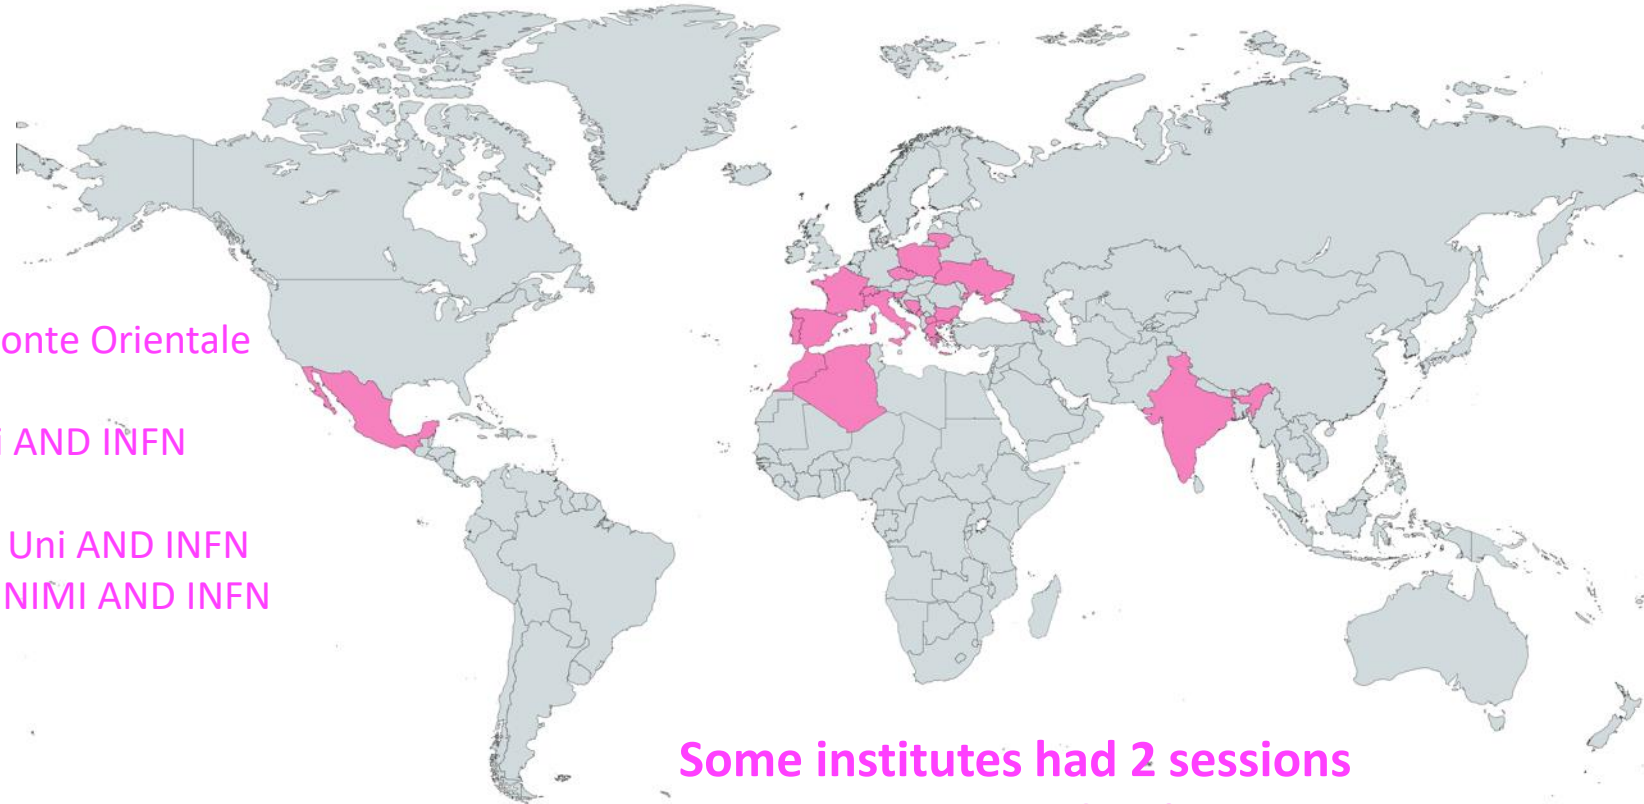 onte Orientale
i AND INFN
Uni AND INFN
NIMI AND INFN
Some institutes had 2 sessions